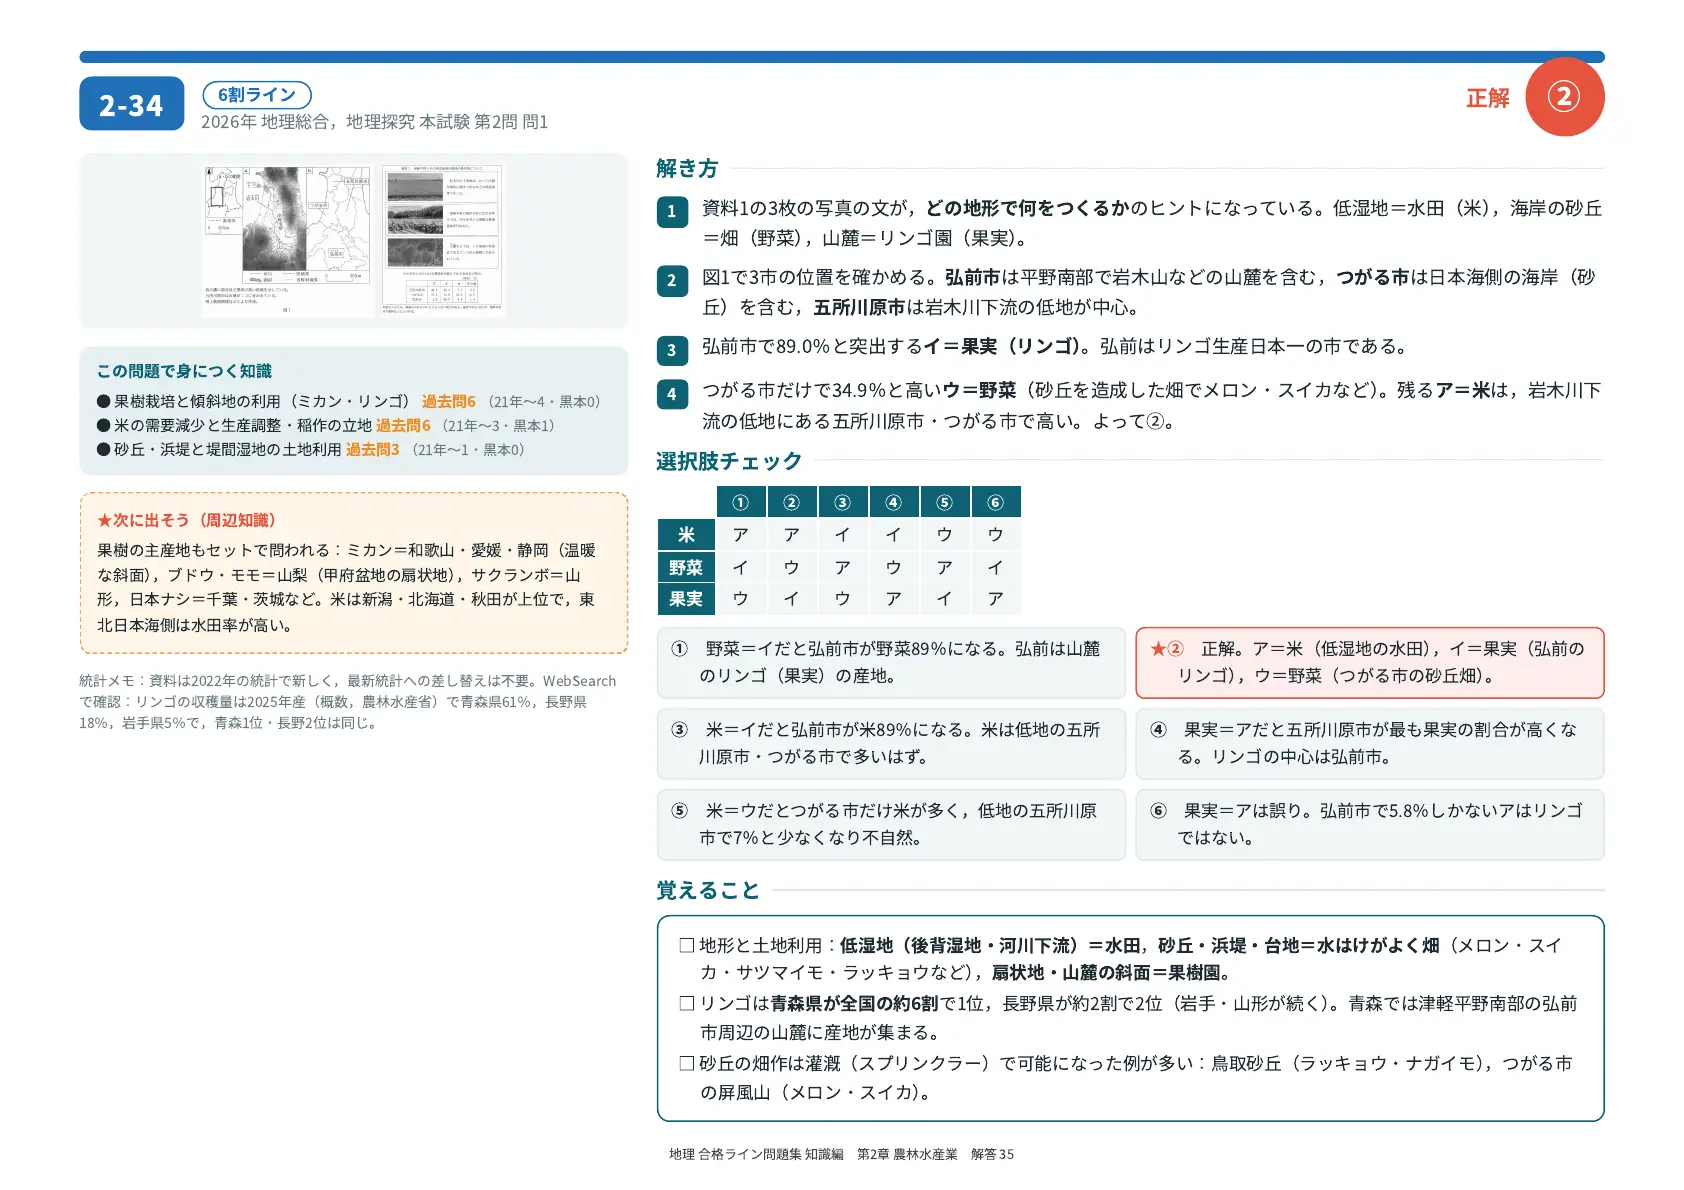 2-34
6割ライン
2026年 地理総合，地理探究 本試験 第2問 問1
正解 ②
図1
この問題で身につく知識
●果樹栽培と傾斜地の利用（ミカン・リンゴ） 過去問6（21年〜4・黒本0）
●米の需要減少と生産調整・稲作の立地 過去問6（21年〜3・黒本1）
●砂丘・浜堤と堤間湿地の土地利用 過去問3（21年〜1・黒本0）
★次に出そう（周辺知識）
果樹の主産地もセットで問われる：ミカン＝和歌山・愛媛・静岡（温暖
な斜面），ブドウ・モモ＝山梨（甲府盆地の扇状地），サクランボ＝山
形，日本ナシ＝千葉・茨城など。米は新潟・北海道・秋田が上位で，東
北日本海側は水田率が高い。
統計メモ：資料は2022年の統計で新しく，最新統計への差し替えは不要。WebSearch
で確認：リンゴの収穫量は2025年産（概数，農林水産省）で青森県61%，長野県
18%，岩手県5%で，青森1位・長野2位は同じ。
解き方
1 資料1の3枚の写真の文が，どの地形で何をつくるかのヒントになっている。低湿地＝水田（米），海岸の砂丘
＝畑（野菜），山麓＝リンゴ園（果実）。
2 図1で3市の位置を確かめる。弘前市は平野南部で岩木山などの山麓を含む，つがる市は日本海側の海岸（砂
丘）を含む，五所川原市は岩木川下流の低地が中心。
3 弘前市で89.0%と突出するイ＝果実（リンゴ）。弘前はリンゴ生産日本一の市である。
4 つがる市だけで34.9%と高いウ＝野菜（砂丘を造成した畑でメロン・スイカなど）。残るア＝米は，岩木川下
流の低地にある五所川原市・つがる市で高い。よって②。
選択肢チェック
① ② ③ ④ ⑤ ⑥
米 ア ア イ イ ウ ウ
野菜 イ ウ ア ウ ア イ
果実 ウ イ ウ ア イ ア
① 野菜＝イだと弘前市が野菜89%になる。弘前は山麓
のリンゴ（果実）の産地。
★② 正解。ア＝米（低湿地の水田），イ＝果実（弘前の
リンゴ），ウ＝野菜（つがる市の砂丘畑）。
③ 米＝イだと弘前市が米89%になる。米は低地の五所
川原市・つがる市で多いはず。
④ 果実＝アだと五所川原市が最も果実の割合が高くな
る。リンゴの中心は弘前市。
⑤ 米＝ウだとつがる市だけ米が多く，低地の五所川原
市で7%と少なくなり不自然。
⑥ 果実＝アは誤り。弘前市で5.8%しかないアはリンゴ
ではない。
覚えること
□ 地形と土地利用：低湿地（後背湿地・河川下流）＝水田，砂丘・浜堤・台地＝水はけがよく畑（メロン・スイ
カ・サツマイモ・ラッキョウなど），扇状地・山麓の斜面＝果樹園。
□ リンゴは青森県が全国の約6割で1位，長野県が約2割で2位（岩手・山形が続く）。青森では津軽平野南部の弘前
市周辺の山麓に産地が集まる。
□ 砂丘の畑作は灌漑（スプリンクラー）で可能になった例が多い：鳥取砂丘（ラッキョウ・ナガイモ），つがる市
の屏風山（メロン・スイカ）。
地理 合格ライン問題集 知識編 第2章 農林水産業 解答 35